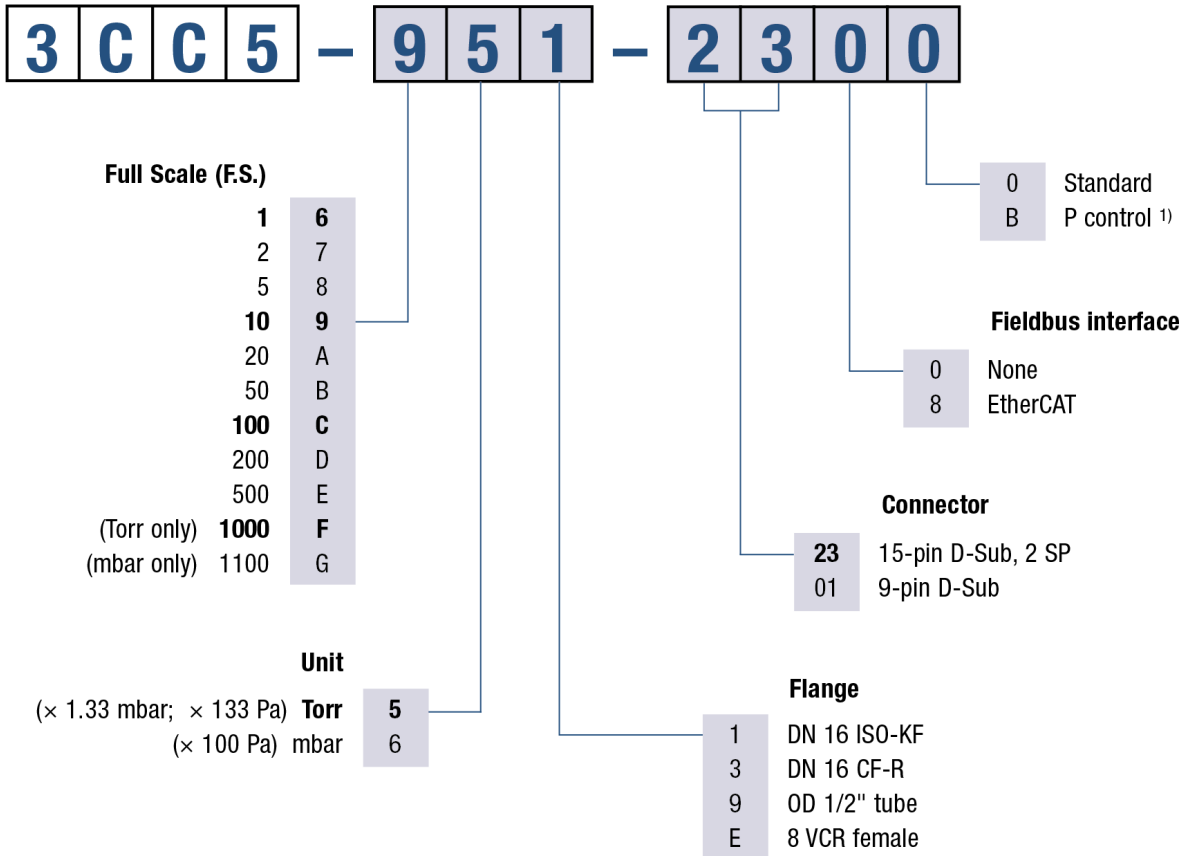 3CC5 – 951 – 2300
Full Scale (F.S.)
1 6
2 7
5 8
10 9
20 A
50 B
100 C
200 D
500 E
(Torr only) 1000 F
(mbar only) 1100 G
Unit
(× 1.33 mbar; × 133 Pa) Torr 5
(× 100 Pa) mbar 6
0 Standard
B P control 1)
Fieldbus interface
0 None
8 EtherCAT
Connector
23 15-pin D-Sub, 2 SP
01 9-pin D-Sub
Flange
1 DN 16 ISO-KF
3 DN 16 CF-R
9 OD 1/2" tube
E 8 VCR female